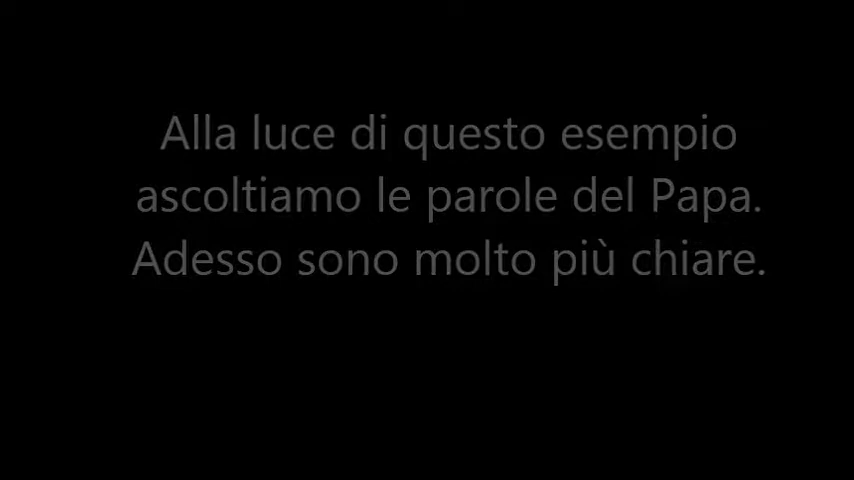 Alla luce di questo esempio
ascoltiamo le parole del Papa.
Adesso sono molto più chiare.